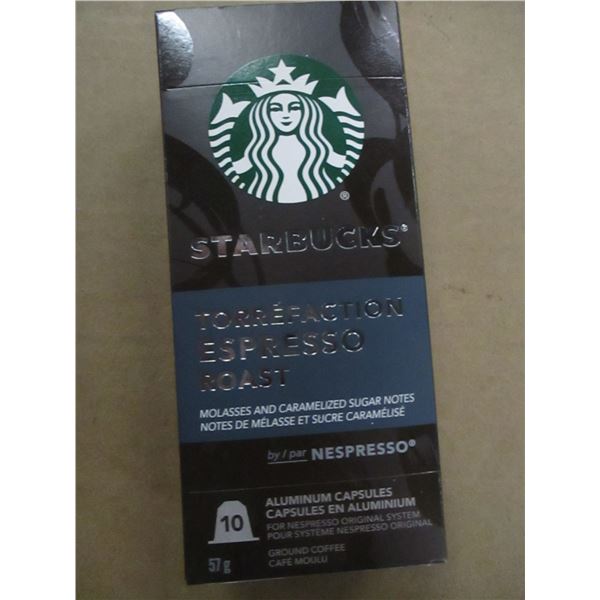 ®
STARBUCKS®
TORRÉFACTION
ESPRESSO
ROAST
MOLASSES AND CARAMELIZED SUGAR NOTES
NOTES DE MÉLASSE ET SUCRE CARAMÉLISÉ
by / par NESPRESSO®
10
ALUMINUM CAPSULES
CAPSULES EN ALUMINIUM
FOR NESPRESSO ORIGINAL SYSTEM
POUR SYSTÈME NESPRESSO ORIGINAL
57 g
GROUND COFFEE
CAFÉ MOULU